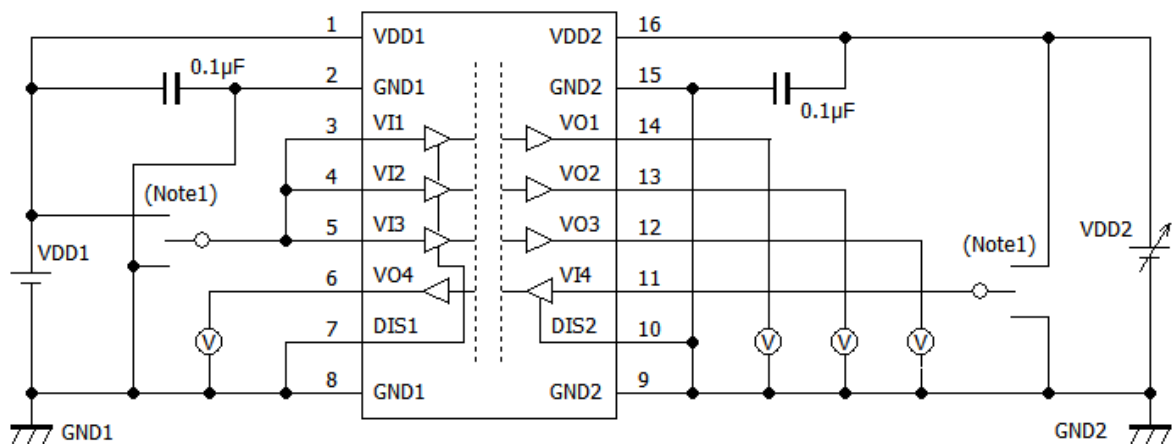 1 VDD1 VDD2 16
0.1µF
2 GND1 GND2 15
0.1µF
3 VI1 VO1 14
4 VI2 VO2 13
(Note1)
5 VI3 VO3 12
(Note1)
VDD1
VDD2
6 VO4 VI4 11
7 DIS1 DIS2 10
V V V V
8 GND1 GND2 9
GND1 GND2